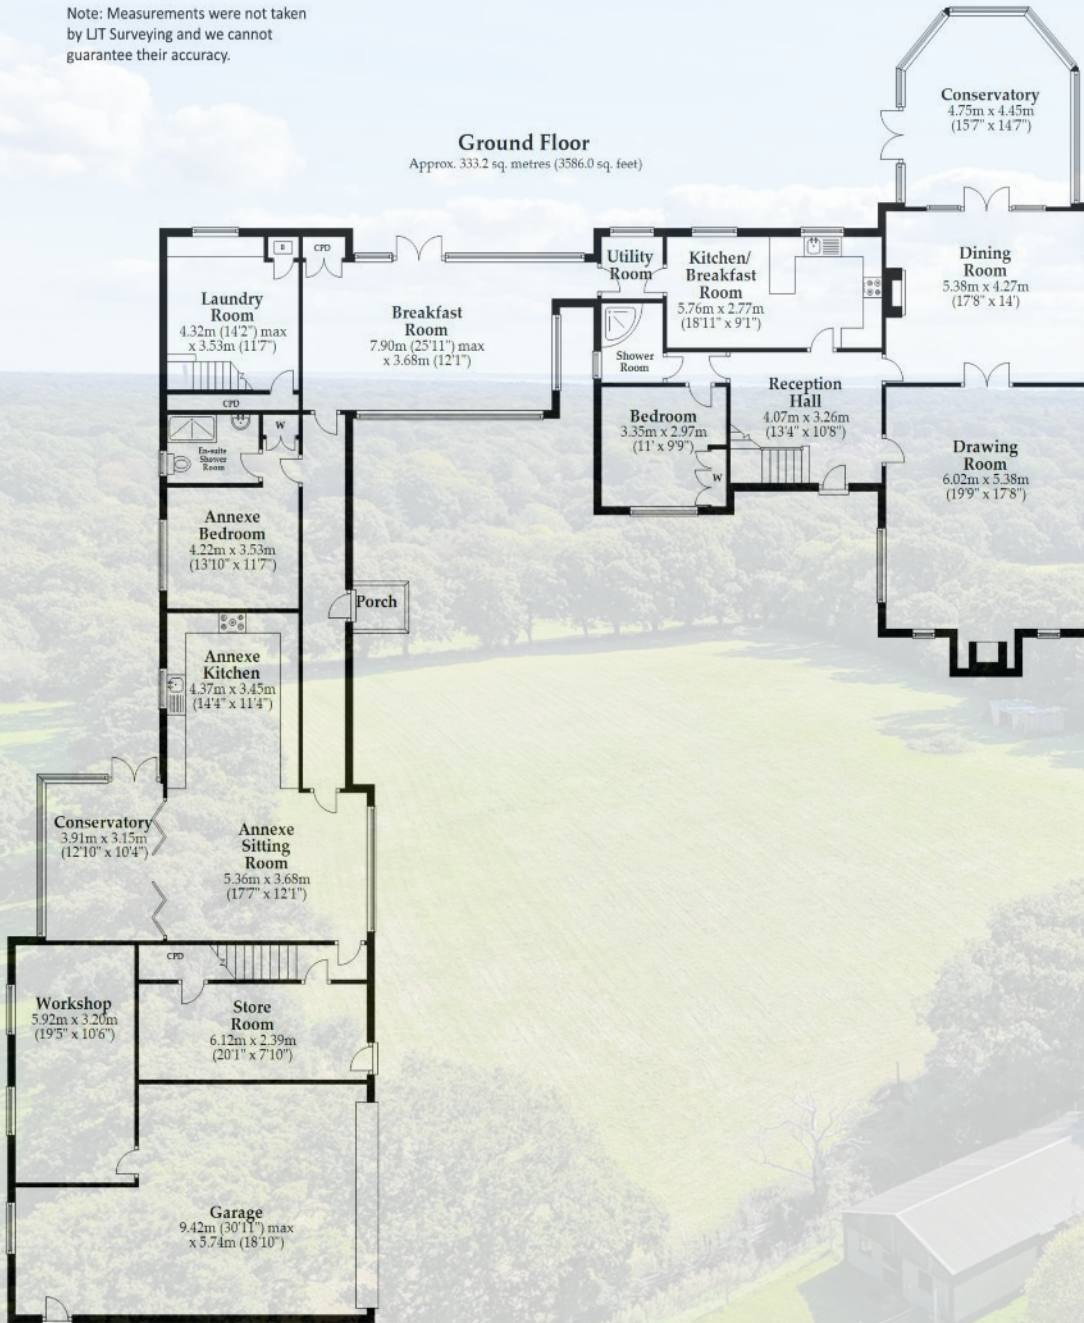 Note: Measurements were not taken
by LJT Surveying and we cannot
guarantee their accuracy.
Ground Floor
Approx. 333.2 sq. metres (3586.0 sq. feet)
Conservatory
4.75m x 4.45m
(15'7" x 14'7")
Dining
Room
5.38m x 4.27m
(17'8" x 14')
Utility
Room
Kitchen/
Breakfast
Room
5.76m x 2.77m
(18'11" x 9'1")
B
CPD
Laundry
Room
4.32m (14'2") max
x 3.53m (11'7")
Breakfast
Room
7.90m (25'11") max
x 3.68m (12'1")
Shower
Room
Reception
Hall
4.07m x 3.26m
(13'4" x 10'8")
Bedroom
3.35m x 2.97m
(11' x 9'9")
W
Drawing
Room
6.02m x 5.38m
(19'9" x 17'8")
CPD
W
En-suite
Shower
Room
Annexe
Bedroom
4.22m x 3.53m
(13'10" x 11'7")
Porch
Annexe
Kitchen
4.37m x 3.45m
(14'4" x 11'4")
Conservatory
3.91m x 3.15m
(12'10" x 10'4")
Annexe
Sitting
Room
5.36m x 3.68m
(17'7" x 12'1")
CPD
Workshop
5.92m x 3.20m
(19'5" x 10'6")
Store
Room
6.12m x 2.39m
(20'1" x 7'10")
Garage
9.42m (30'11") max
x 5.74m (18'10")